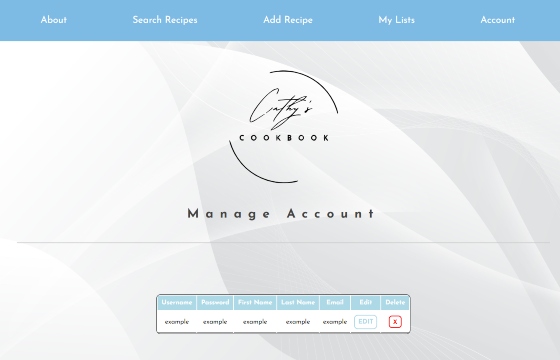 About Search Recipes Add Recipe My Lists Account
Cathy's
COOKBOOK
Manage Account
Username Password First Name Last Name Email Edit Delete
example example example example example EDIT X